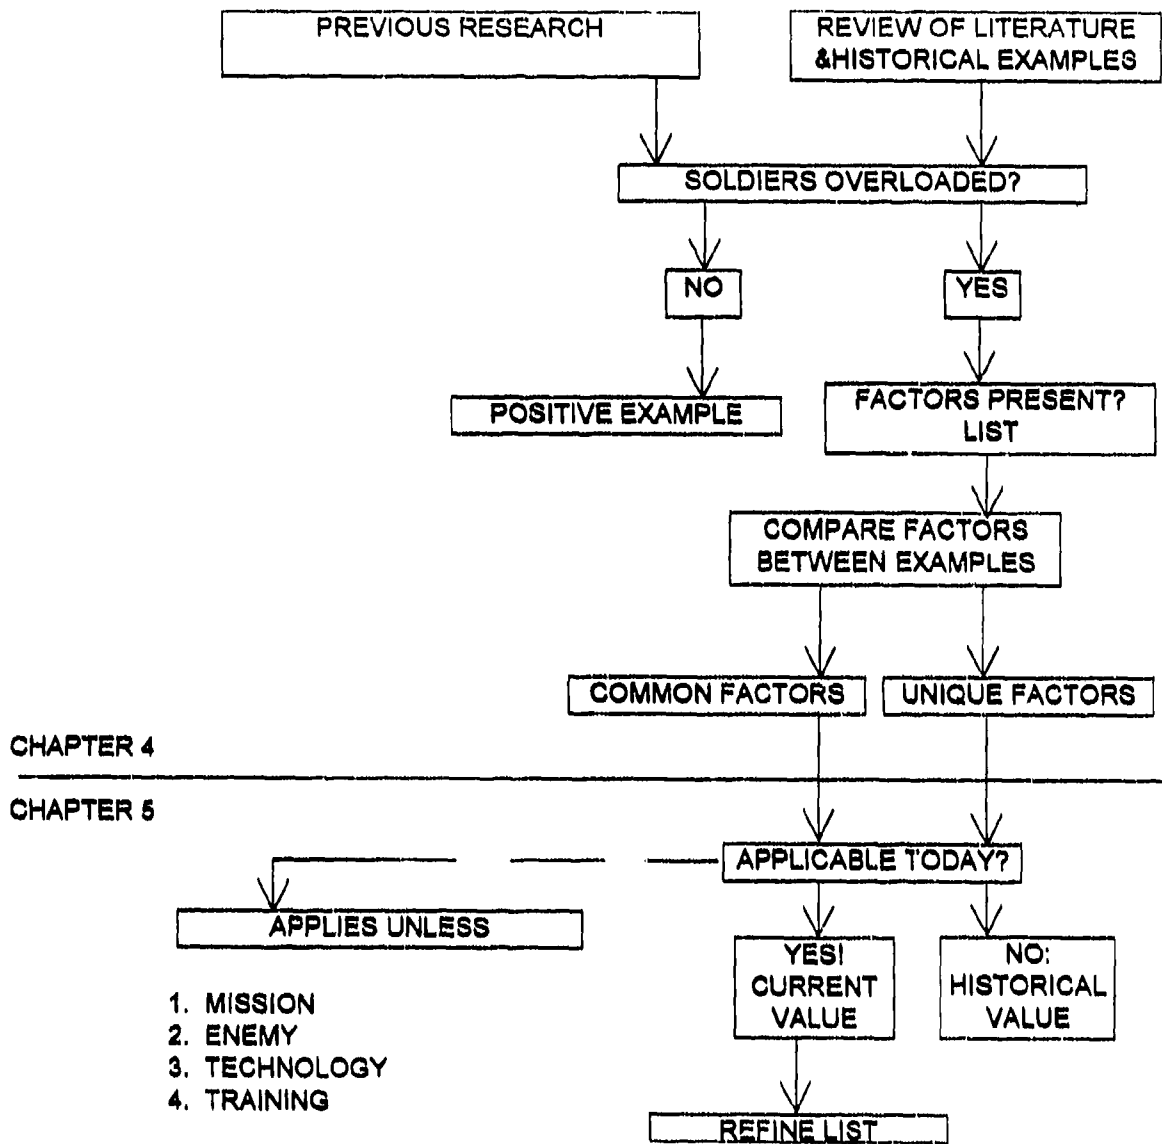 PREVIOUS RESEARCH
REVIEW OF LITERATURE
&HISTORICAL EXAMPLES
SOLDIERS OVERLOADED?
NO
YES
POSITIVE EXAMPLE
FACTORS PRESENT?
LIST
COMPARE FACTORS
BETWEEN EXAMPLES
COMMON FACTORS
UNIQUE FACTORS
CHAPTER 4
CHAPTER 5
APPLICABLE TODAY?
APPLIES UNLESS
YES!
CURRENT
VALUE
NO:
HISTORICAL
VALUE
1. MISSION
2. ENEMY
3. TECHNOLOGY
4. TRAINING
REFINE LIST